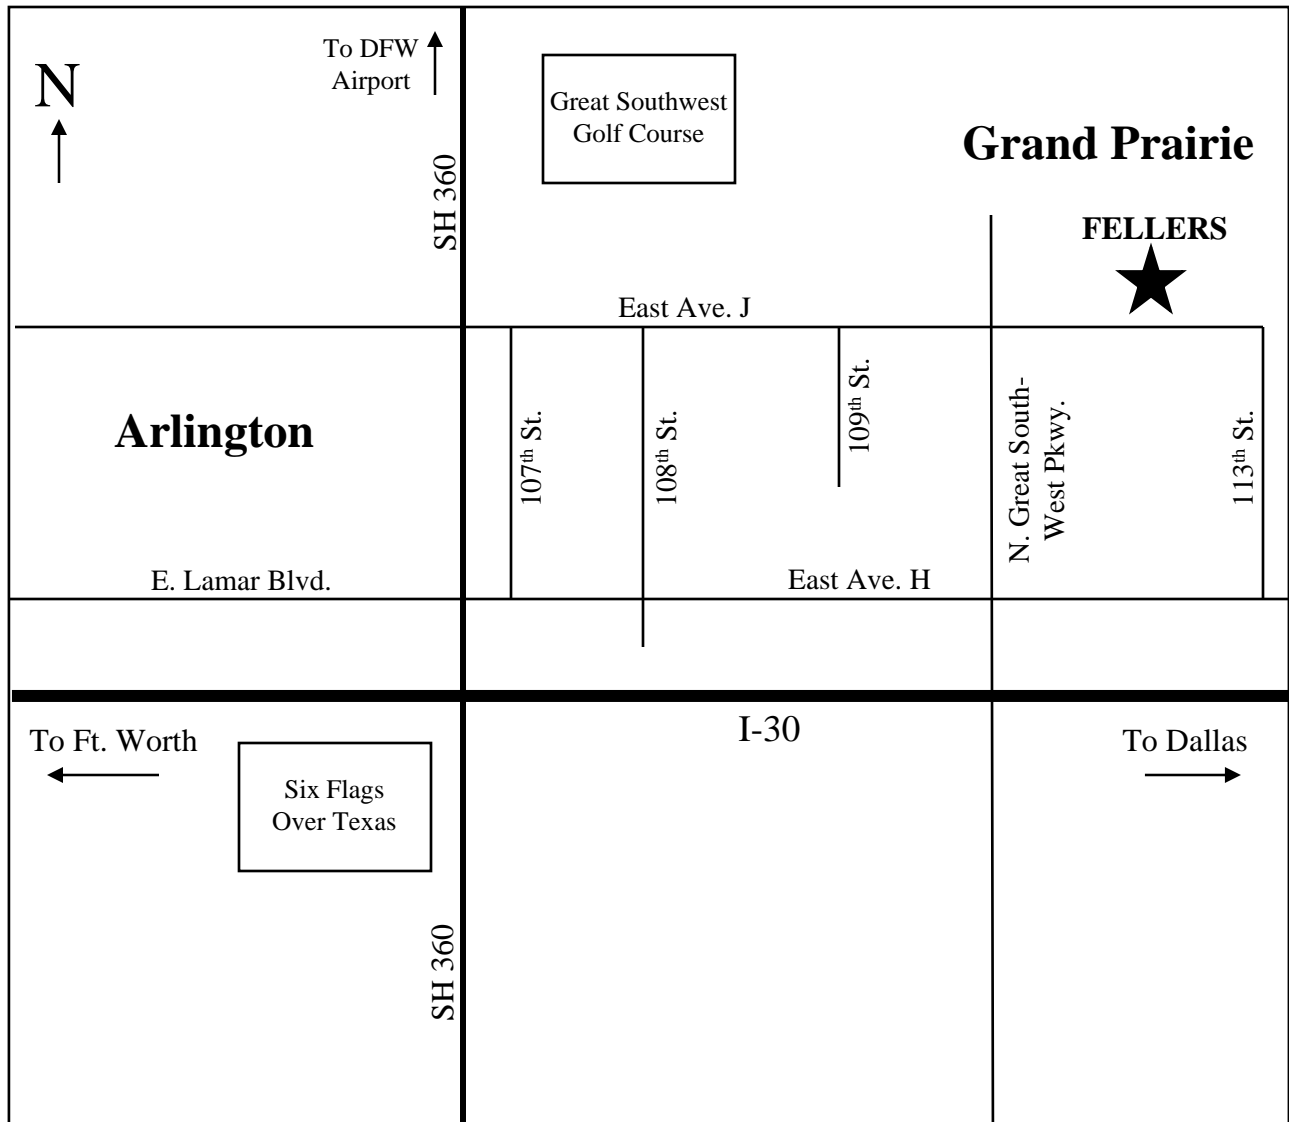 To DFW
Airport
N
Great Southwest
Golf Course
Grand Prairie
SH 360
FELLERS
East Ave. J
Arlington
107th St.
108th St.
109th St.
N. Great South-
West Pkwy.
113th St.
E. Lamar Blvd.
East Ave. H
I-30
To Ft. Worth
To Dallas
Six Flags
Over Texas
SH 360